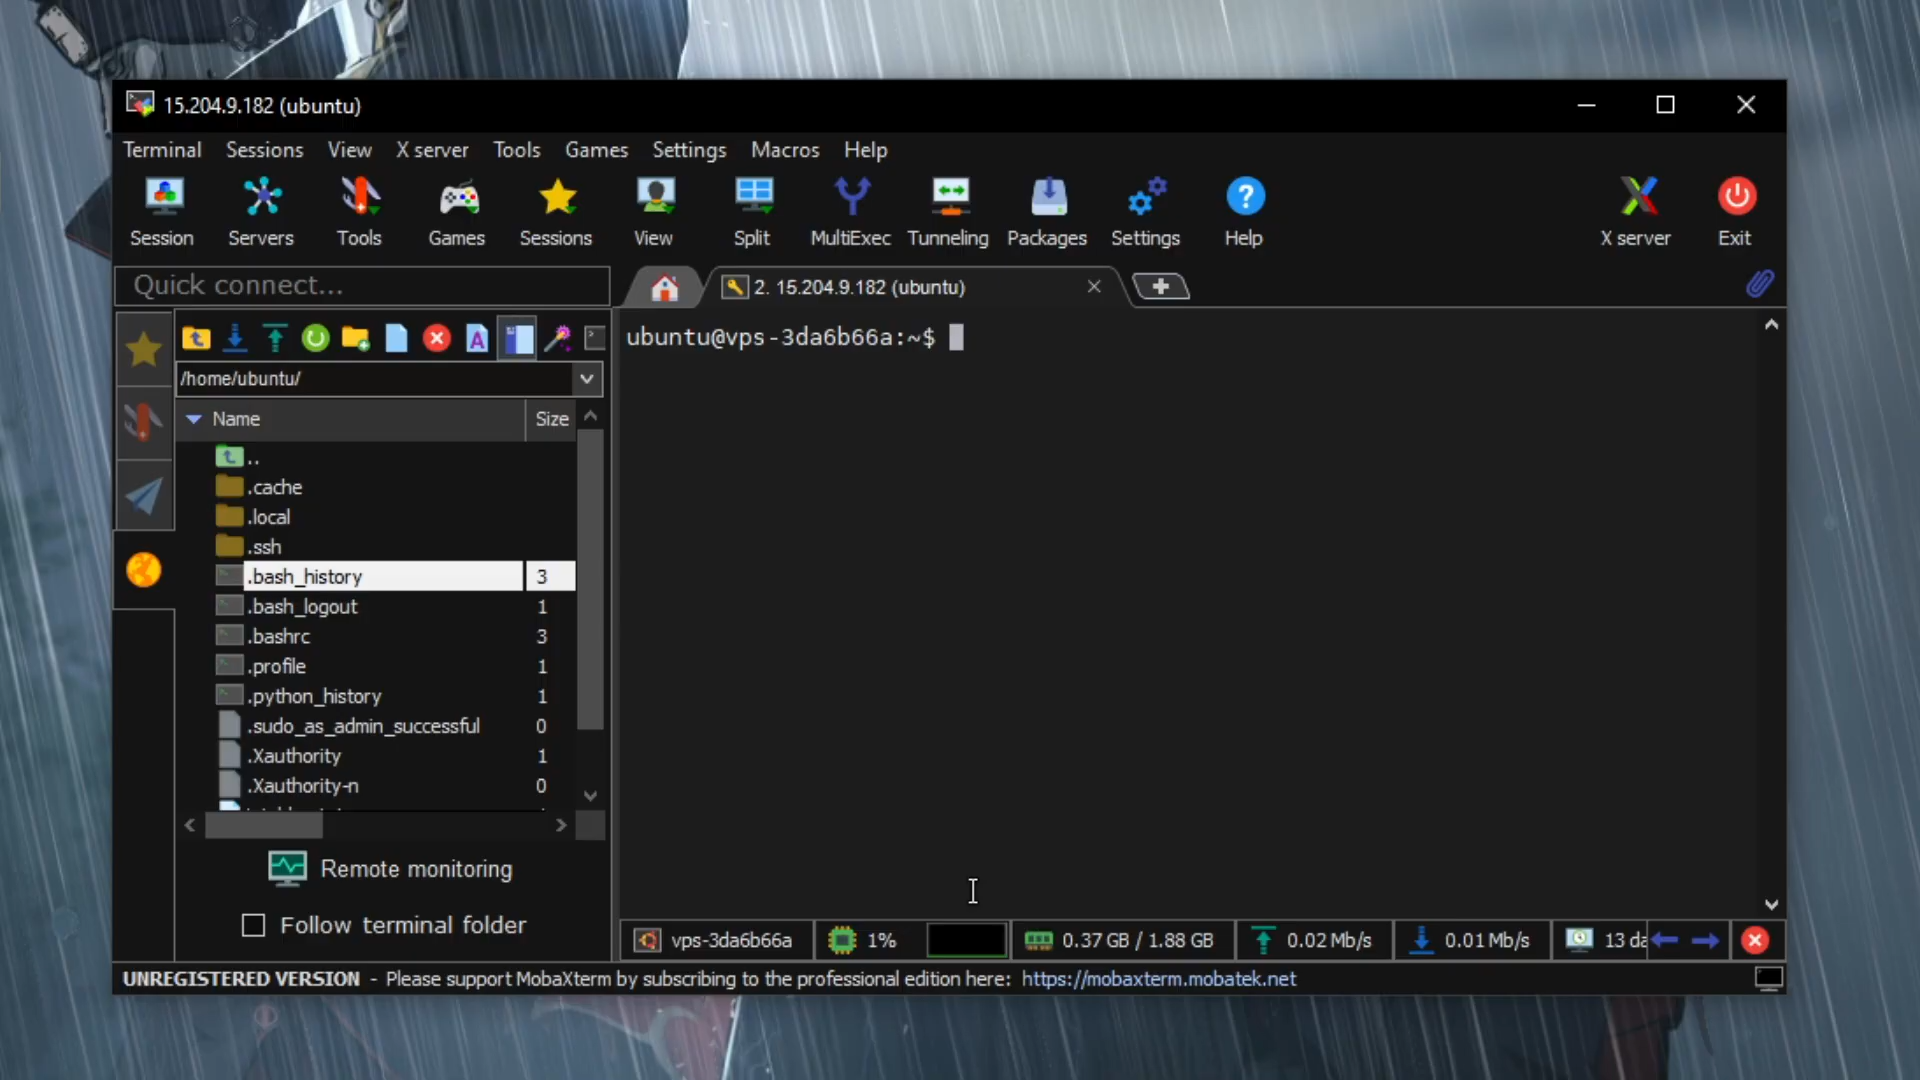 15.204.9.182 (ubuntu)
Terminal Sessions View X server Tools Games Settings Macros Help
Session Servers Tools Games Sessions View Split MultiExec Tunneling Packages Settings Help X server Exit
Quick connect...
2. 15.204.9.182 (ubuntu)
ubuntu@vps-3da6b66a:~$
/home/ubuntu/
Name Size
..
.cache
.local
.ssh
.bash_history 3
.bash_logout 1
.bashrc 3
.profile 1
.python_history 1
.sudo_as_admin_successful 0
.Xauthority 1
.Xauthority-n 0
Remote monitoring
Follow terminal folder
vps-3da6b66a 1% 0.37 GB / 1.88 GB 0.02 Mb/s 0.01 Mb/s 13 da
UNREGISTERED VERSION - Please support MobaXterm by subscribing to the professional edition here: https://mobaxterm.mobatek.net